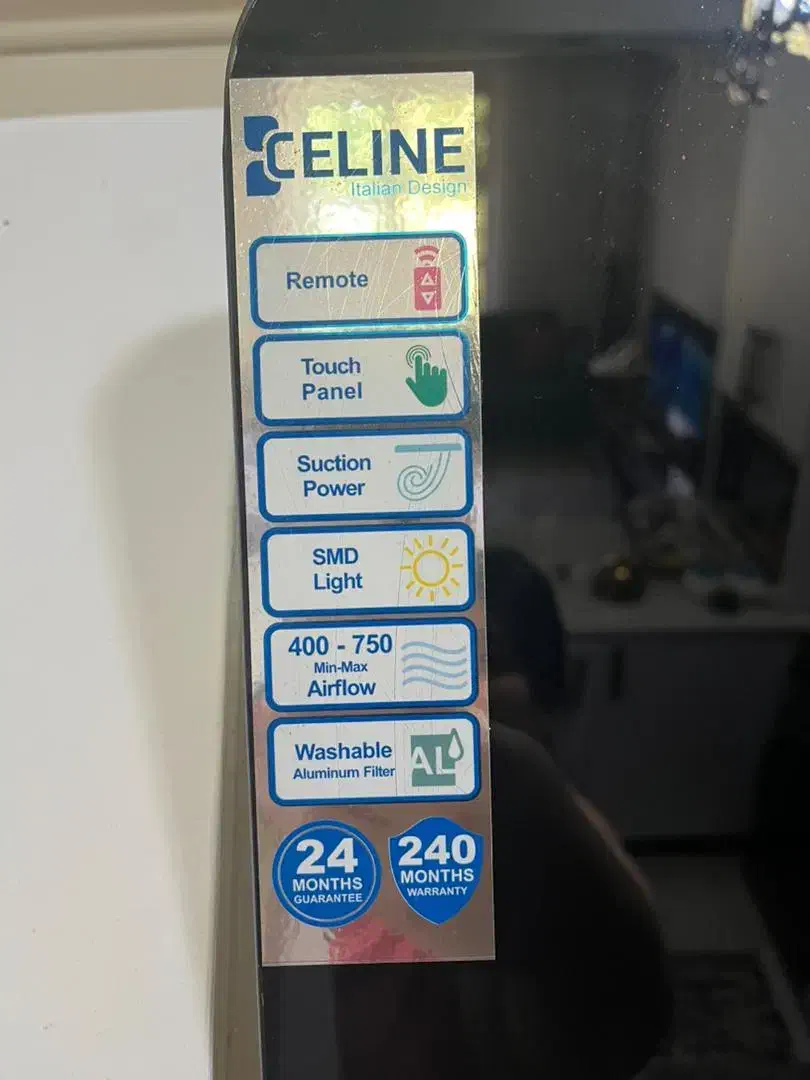 CELINE
Italian Design
Remote
Touch
Panel
Suction
Power
SMD
Light
400 - 750
Min-Max
Airflow
Washable
Aluminum Filter
AL
24
MONTHS
GUARANTEE
240
MONTHS
WARRANTY